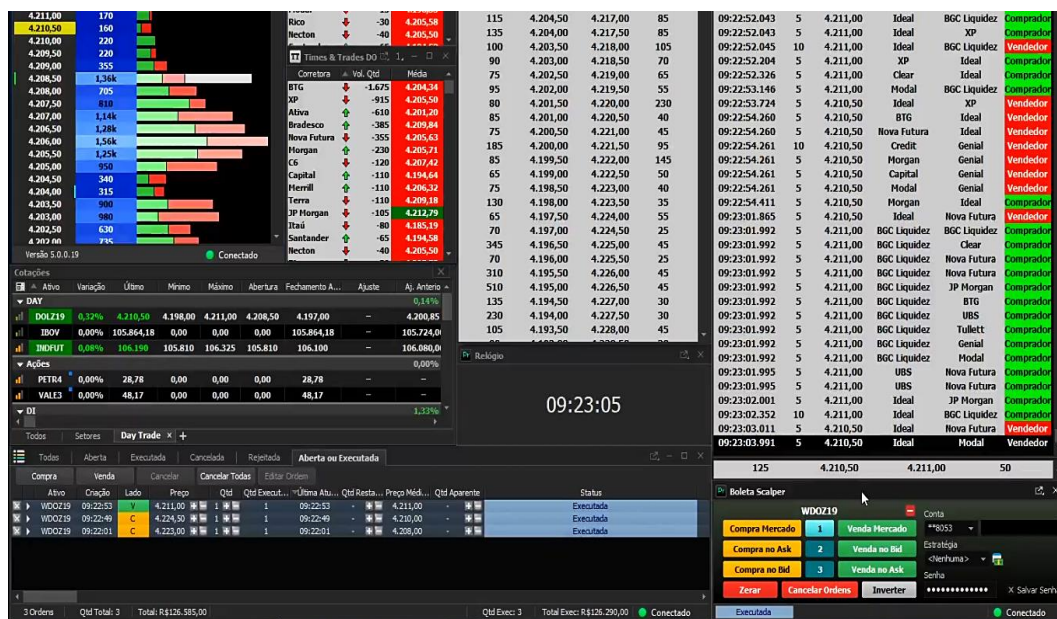 4.211,00 170
4.210,50 160
4.210,00 220
4.209,50 220
4.209,00 355
4.208,50 1,36k
4.208,00 705
4.207,50 810
4.207,00 1,14k
4.206,50 1,28k
4.206,00 1,56k
4.205,50 1,25k
4.205,00 950
4.204,50 340
4.204,00 315
4.203,50 900
4.203,00 980
4.202,50 630
4.202,00 735
Versão 5.0.0.19 Conectado
Rico -30 4.205,58
Necton -40 4.205,50
Times & Trades DO
Corretora Vol. Qtd Média
BTG -1.675 4.204,34
XP -915 4.205,50
Ativa -610 4.201,20
Bradesco -385 4.209,84
Nova Futura -355 4.205,63
Morgan -230 4.205,71
C6 -120 4.207,42
Capital -110 4.194,64
Merrill -110 4.206,32
Terra -110 4.209,18
JP Morgan -105 4.212,79
Itaú -80 4.185,19
Santander -65 4.194,58
Necton -40 4.205,50
115 4.204,50 4.217,00 85
135 4.204,00 4.217,50 85
100 4.203,50 4.218,00 105
90 4.203,00 4.218,50 70
75 4.202,50 4.219,00 65
95 4.202,00 4.219,50 55
80 4.201,50 4.220,00 230
85 4.201,00 4.220,50 40
75 4.200,50 4.221,00 45
185 4.200,00 4.221,50 95
85 4.199,50 4.222,00 145
65 4.199,00 4.222,50 50
75 4.198,50 4.223,00 40
130 4.198,00 4.223,50 35
65 4.197,50 4.224,00 55
70 4.197,00 4.224,50 25
345 4.196,50 4.225,00 45
70 4.196,00 4.225,50 25
310 4.195,50 4.226,00 45
510 4.195,00 4.226,50 45
135 4.194,50 4.227,00 30
230 4.194,00 4.227,50 30
105 4.193,50 4.228,00 45
09:22:52.043 5 4.211,00 Ideal BGC Liquidez Comprador
09:22:52.043 5 4.211,00 Ideal XP Comprador
09:22:52.045 10 4.211,00 Ideal BGC Liquidez Vendedor
09:22:52.204 5 4.211,00 XP Ideal Comprador
09:22:52.326 5 4.211,00 Clear Ideal Comprador
09:22:53.146 5 4.211,00 Modal BGC Liquidez Comprador
09:22:53.724 5 4.210,50 Ideal XP Vendedor
09:22:54.260 5 4.210,50 BTG Ideal Vendedor
09:22:54.260 5 4.210,50 Nova Futura Ideal Vendedor
09:22:54.261 10 4.210,50 Credit Genial Vendedor
09:22:54.261 5 4.210,50 Morgan Genial Vendedor
09:22:54.261 5 4.210,50 Capital Genial Vendedor
09:22:54.261 5 4.210,50 Modal Genial Vendedor
09:22:54.411 5 4.210,50 Morgan Ideal Comprador
09:23:01.865 5 4.210,50 Ideal Nova Futura Vendedor
09:23:01.992 5 4.211,00 BGC Liquidez BGC Liquidez Comprador
09:23:01.992 5 4.211,00 BGC Liquidez Clear Comprador
09:23:01.992 5 4.211,00 BGC Liquidez Nova Futura Comprador
09:23:01.992 5 4.211,00 BGC Liquidez JP Morgan Comprador
09:23:01.992 5 4.211,00 BGC Liquidez BTG Comprador
09:23:01.992 5 4.211,00 BGC Liquidez UBS Comprador
09:23:01.992 5 4.211,00 BGC Liquidez Tullett Comprador
09:23:01.992 5 4.211,00 BGC Liquidez Genial Comprador
09:23:01.992 5 4.211,00 BGC Liquidez Modal Comprador
09:23:01.995 5 4.211,00 UBS Nova Futura Comprador
09:23:01.995 5 4.211,00 UBS Nova Futura Comprador
09:23:02.001 5 4.211,00 Ideal JP Morgan Comprador
09:23:02.352 10 4.211,00 Ideal BGC Liquidez Comprador
09:23:03.011 5 4.210,50 Ideal Nova Futura Vendedor
09:23:03.991 5 4.210,50 Ideal Modal Vendedor
125 4.210,50 4.211,00 50
Cotações
Ativo Variação Último Mínimo Máximo Abertura Fechamento A... Ajuste Aj. Anterio
DAY 0,14%
DOLZ19 0,32% 4.210,50 4.198,00 4.211,00 4.208,50 4.197,00 – 4.200,85
IBOV 0,00% 105.864,18 0,00 0,00 0,00 105.864,18 – 105.724,0
INDFUT 0,08% 106.190 105.810 106.325 105.810 106.100 – 106.080,0
Ações 0,00%
PETR4 0,00% 28,78 0,00 0,00 0,00 28,78 – –
VALE3 0,00% 48,17 0,00 0,00 0,00 48,17 – –
DI 1,33%
Todos Setores Day Trade × +
Relógio
09:23:05
Todas Aberta Executada Cancelada Rejeitada Aberta ou Executada
Compra Venda Cancelar Cancelar Todas Editar Ordem
Ativo Criação Lado Preço Qtd Qtd Execut... Última Atu... Qtd Resta... Preço Médi... Qtd Aparente Status
WDOZ19 09:22:53 V 4.211,00 1 1 09:22:53 - 4.211,00 - Executada
WDOZ19 09:22:49 C 4.224,50 1 1 09:22:49 - 4.210,00 - Executada
WDOZ19 09:22:01 C 4.223,00 1 1 09:22:01 - 4.208,00 - Executada
3 Ordens Qtd Total: 3 Total: R$126.585,00 Qtd Exec: 3 Total Exec: R$126.290,00 Conectado
Boleta Scalper
WDOZ19 Conta
Compra Mercado 1 Venda Mercado **8053
Compra no Ask 2 Venda no Bid Estratégia
<Nenhuma>
Compra no Bid 3 Venda no Ask Senha
Zerar Cancelar Ordens Inverter ••••••••••••• X Salvar Senh
Executada Conectado